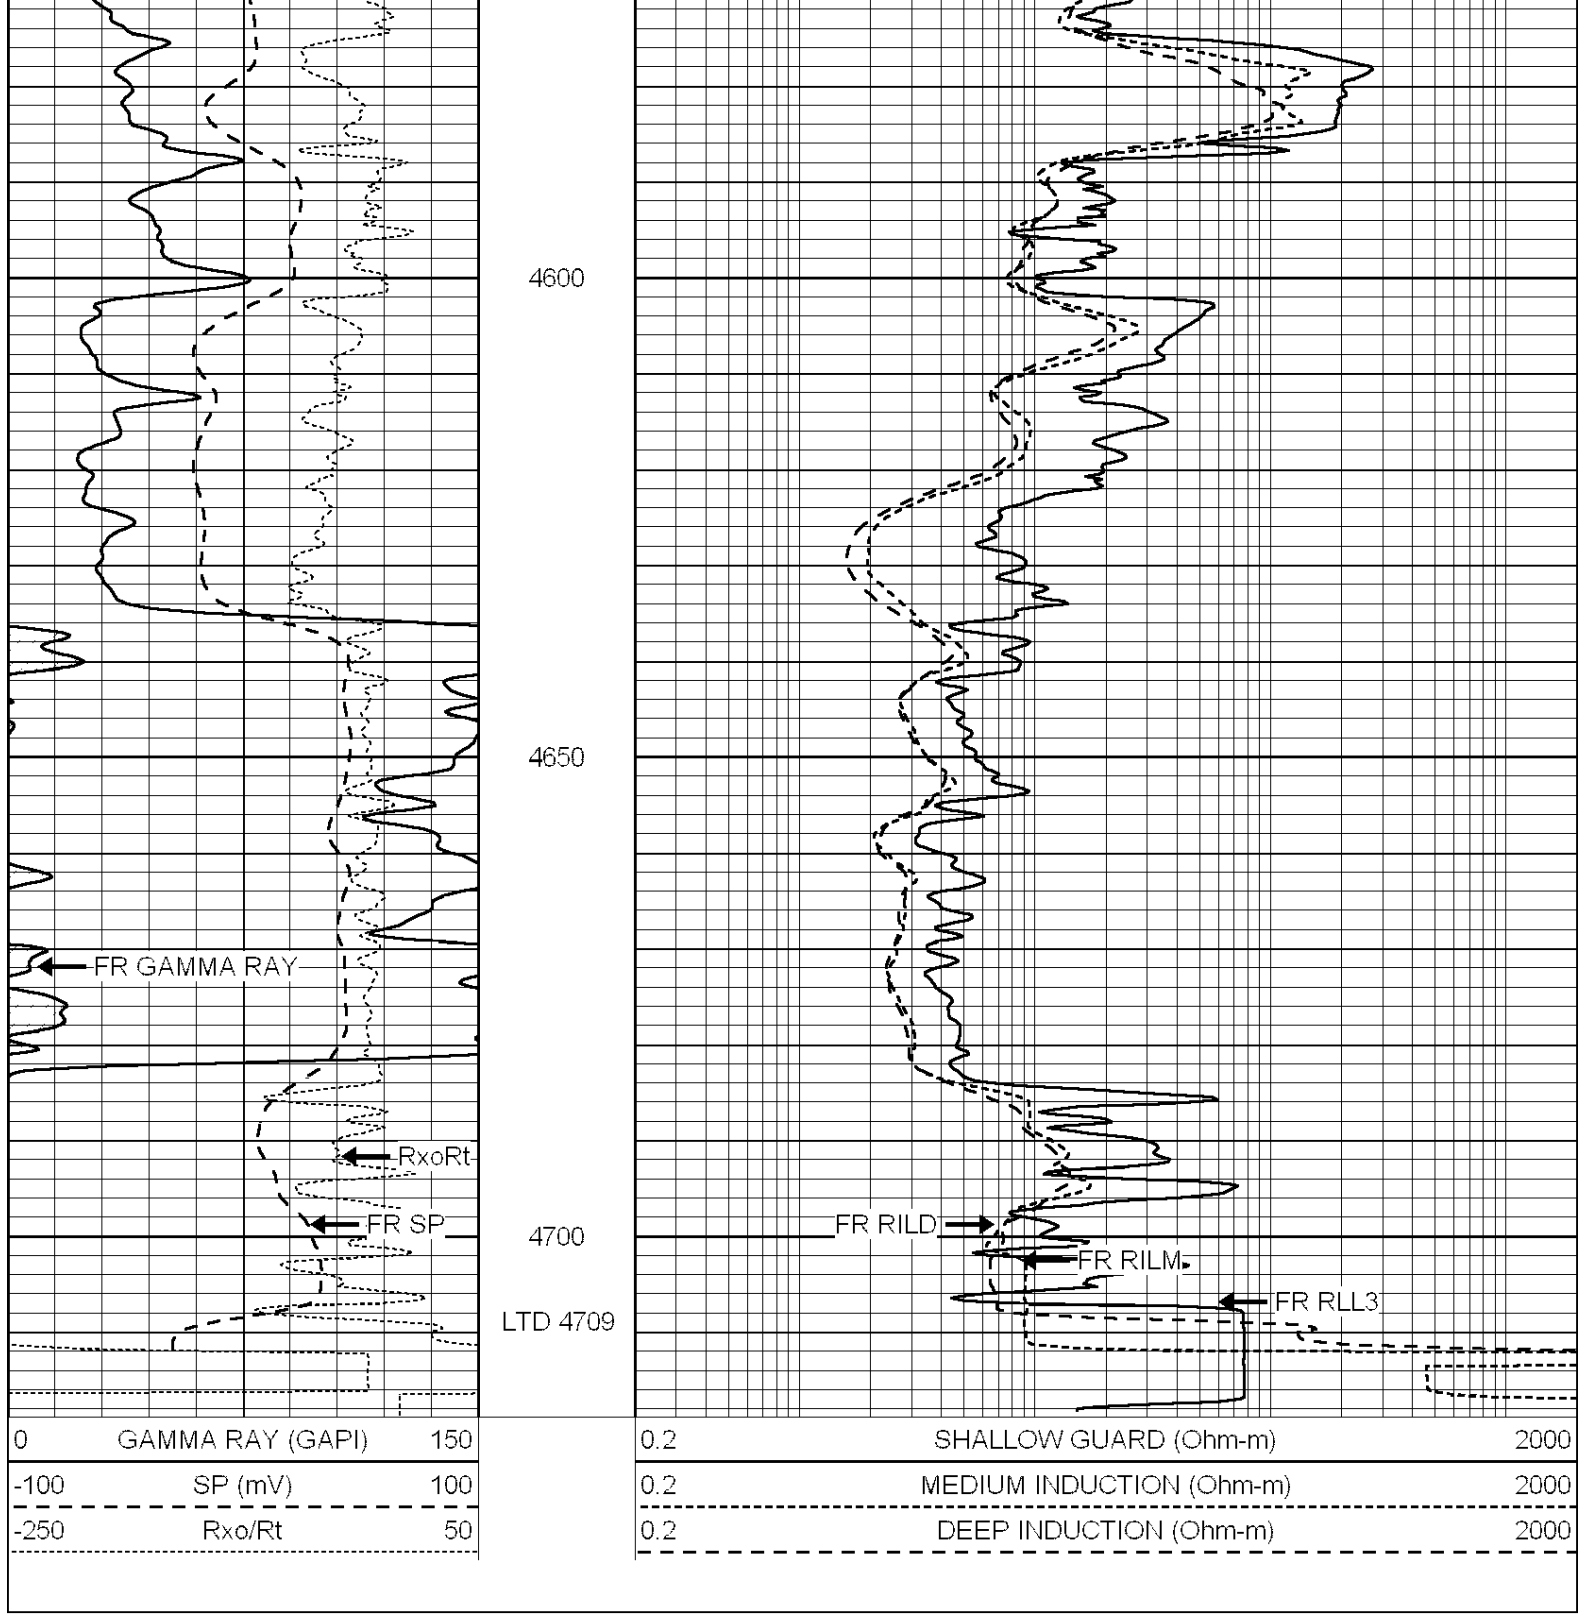 4600
4650
FR GAMMA RAY
RxoRt
FR SP
FR RILD
4700
FR RILM
FR RLL3
LTD 4709
0 GAMMA RAY (GAPI) 150
0.2 SHALLOW GUARD (Ohm-m) 2000
-100 SP (mV) 100
0.2 MEDIUM INDUCTION (Ohm-m) 2000
-250 Rxo/Rt 50
0.2 DEEP INDUCTION (Ohm-m) 2000